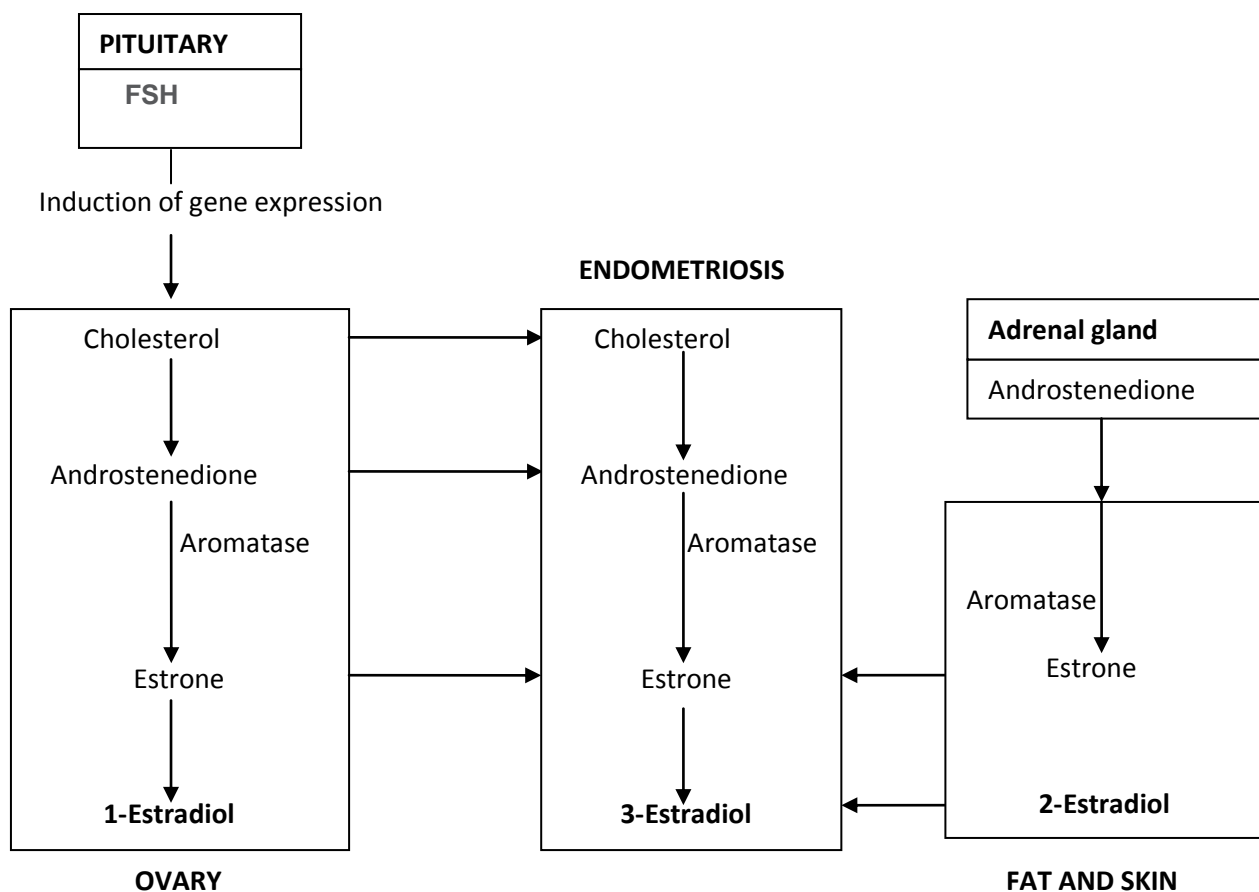 PITUITARY
FSH
Induction of gene expression
ENDOMETRIOSIS
Cholesterol
Androstenedione
Aromatase
Estrone
1-Estradiol
OVARY
Cholesterol
Androstenedione
Aromatase
Estrone
3-Estradiol
Adrenal gland
Androstenedione
Aromatase
Estrone
2-Estradiol
FAT AND SKIN